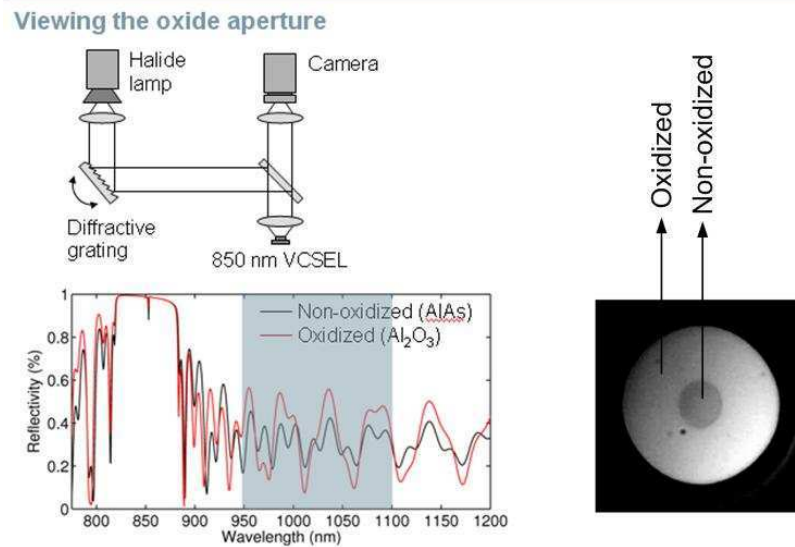 Viewing the oxide aperture
Halide
lamp
Camera
Diffractive
grating
850 nm VCSEL
Oxidized
Non-oxidized
Non-oxidized (AlAs)
Oxidized (Al₂O₃)
Reflectivity (%)
1
0.8
0.6
0.4
0.2
0
800 850 900 950 1000 1050 1100 1150 1200
Wavelength (nm)